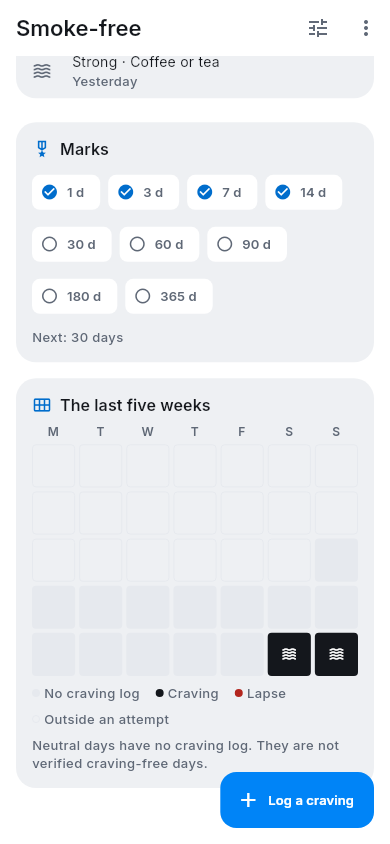 Smoke-free
Strong · Coffee or tea
Yesterday
Marks
1 d
3 d
7 d
14 d
30 d
60 d
90 d
180 d
365 d
Next: 30 days
The last five weeks
M T W T F S S
No craving log
Craving
Lapse
Outside an attempt
Neutral days have no craving log. They are not
verified craving-free days.
Log a craving